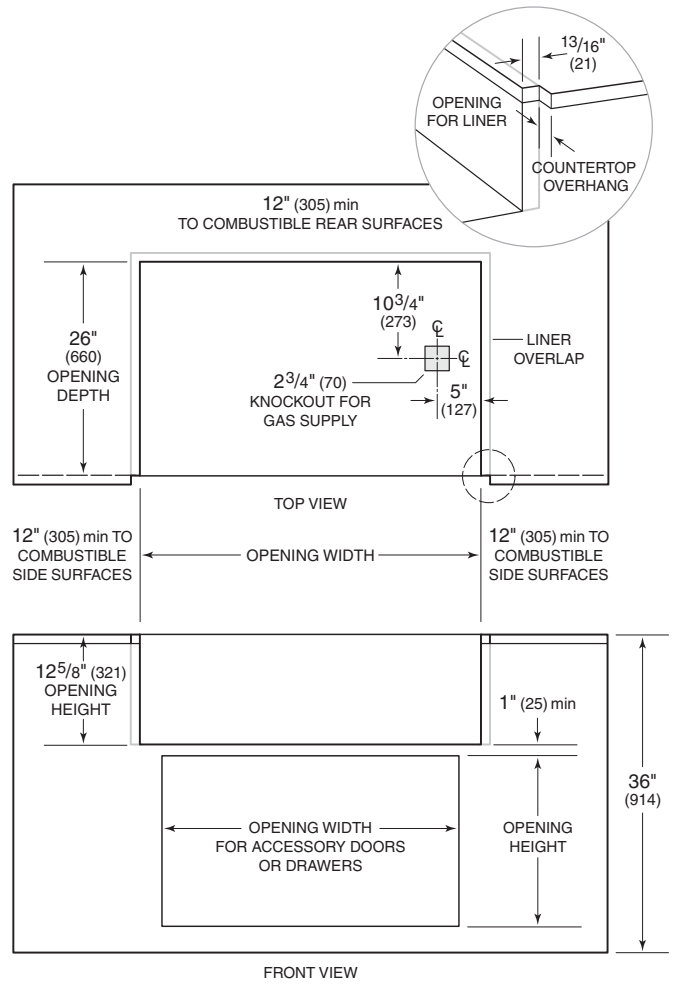 13/16"
(21)
OPENING
FOR LINER
COUNTERTOP
OVERHANG
12" (305) min
TO COMBUSTIBLE REAR SURFACES
26"
(660)
OPENING
DEPTH
10 3/4"
(273)
℄
℄
2 3/4" (70)
KNOCKOUT FOR
GAS SUPPLY
5"
(127)
LINER
OVERLAP
TOP VIEW
12" (305) min TO
COMBUSTIBLE
SIDE SURFACES
OPENING WIDTH
12" (305) min TO
COMBUSTIBLE
SIDE SURFACES
12 5/8" (321)
OPENING
HEIGHT
1" (25) min
36"
(914)
OPENING WIDTH
FOR ACCESSORY DOORS
OR DRAWERS
OPENING
HEIGHT
FRONT VIEW